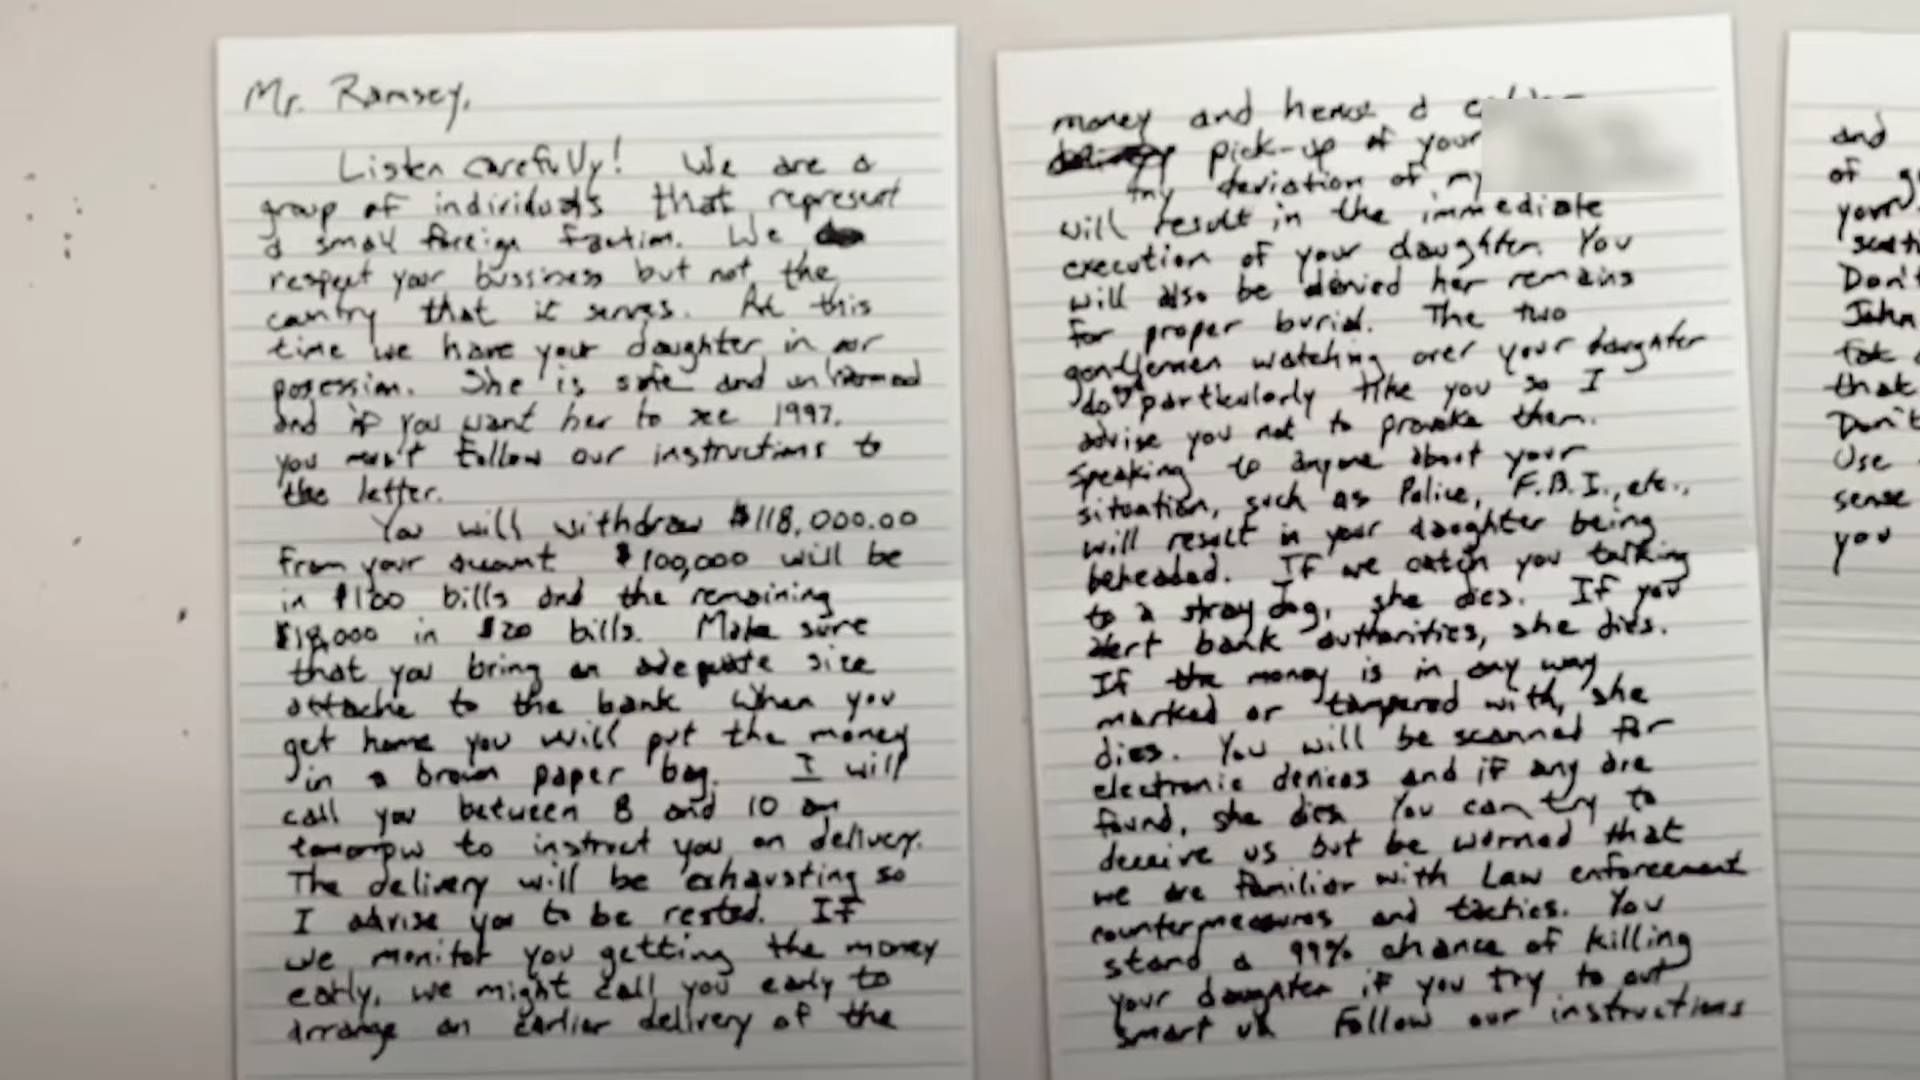 Mr. Ramsey,
Listen carefully! We are a
group of individuals that represent
a small foreign faction. We
respect your bussiness but not the
country that it serves. At this
time we have your daughter in our
posession. She is safe and unharmed
and if you want her to see 1997,
you must follow our instructions to
the letter.
You will withdraw $118,000.00
from your account $100,000 will be
in $100 bills and the remaining
$18,000 in $20 bills. Make sure
that you bring an adequate size
attache to the bank When you
get home you will put the money
in a brown paper bag. I will
call you between 8 and 10 am
tomorrow to instruct you on delivery.
The delivery will be exhausting so
I advise you to be rested. If
we monitor you getting the money
early, we might call you early to
arrange an earlier delivery of the
money and hence a
pick-up of your
Any deviation of my
will result in the immediate
execution of your daughter. You
will also be denied her remains
for proper burial. The two
gentlemen watching over your daughter
do not particularly like you so I
advise you not to provoke them.
Speaking to anyone about your
situation, such as Police, F.B.I., etc.,
will result in your daughter being
beheaded. If we catch you talking
to a stray dog, she dies. If you
alert bank authorities, she dies.
If the money is in any way
marked or tampered with, she
dies. You will be scanned for
electronic devices and if any are
found, she dies You can try to
deceive us but be warned that
we are familiar with Law enforcement
countermeasures and tactics. You
stand a 99% chance of killing
your daughter if you try to out
smart us Follow our instructions
and
of
your
Don't
John
that
Don't
Use
sense
you